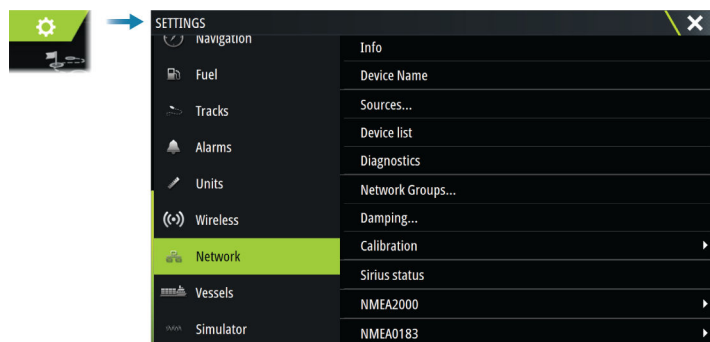 SETTINGS
Navigation
Fuel
Tracks
Alarms
Units
Wireless
Network
Vessels
Simulator
Info
Device Name
Sources...
Device list
Diagnostics
Network Groups...
Damping...
Calibration
Sirius status
NMEA2000
NMEA0183